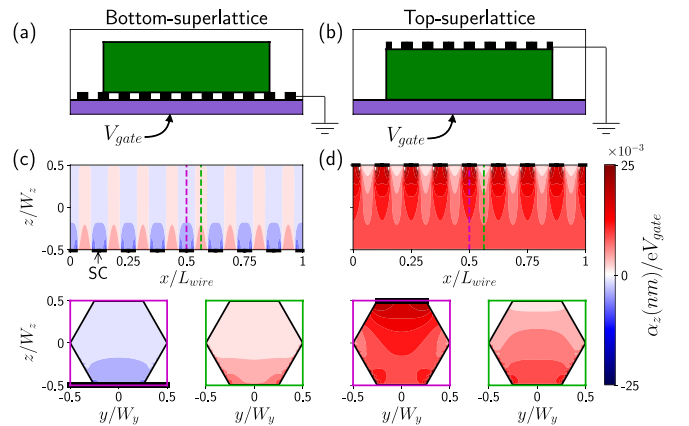 Bottom-superlattice Top-superlattice
(a) (b)
V_gate V_gate
(c) (d)
z/W_z
0.5
0
-0.5
0 0.25 0.5 0.75 1 0 0.25 0.5 0.75 1
SC x/L_wire x/L_wire
×10⁻³
25
0
-25
α_z(nm)/eV_gate
z/W_z
0.5
0
-0.5
-0.5 0 0.5 -0.5 0 0.5 -0.5 0 0.5 -0.5 0 0.5
y/W_y y/W_y y/W_y y/W_y